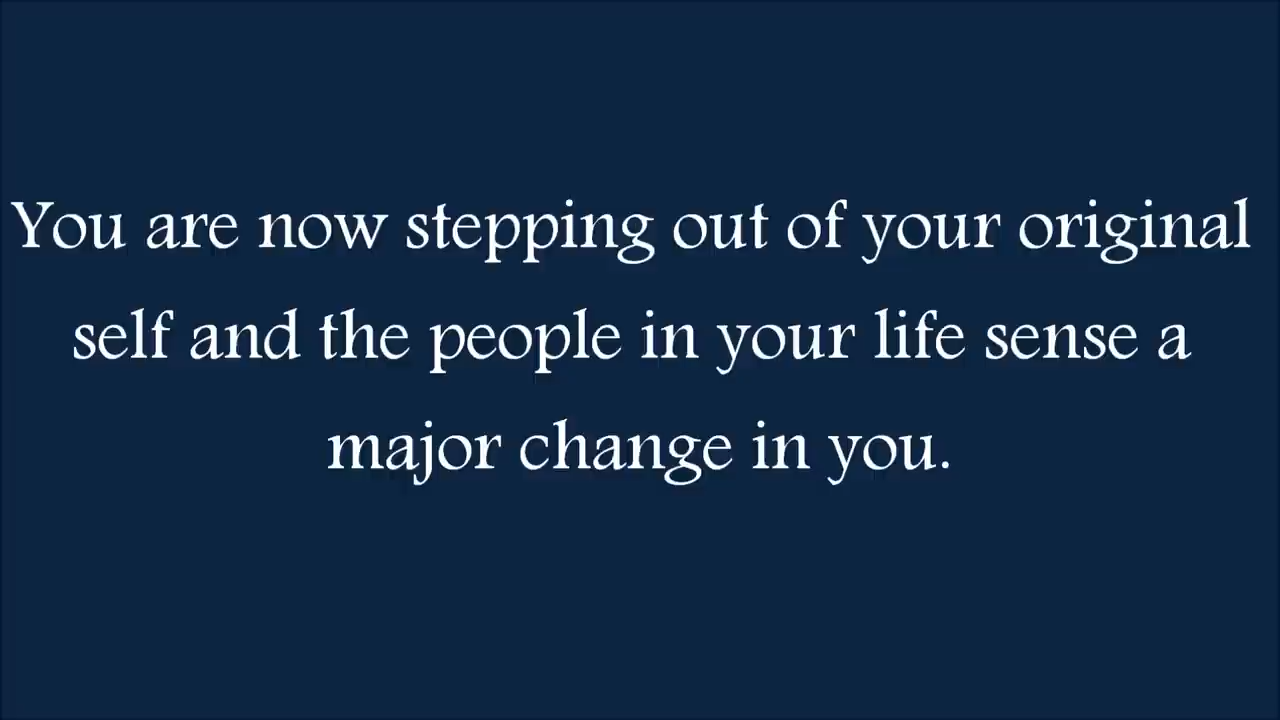 You are now stepping out of your original
self and the people in your life sense a
major change in you.